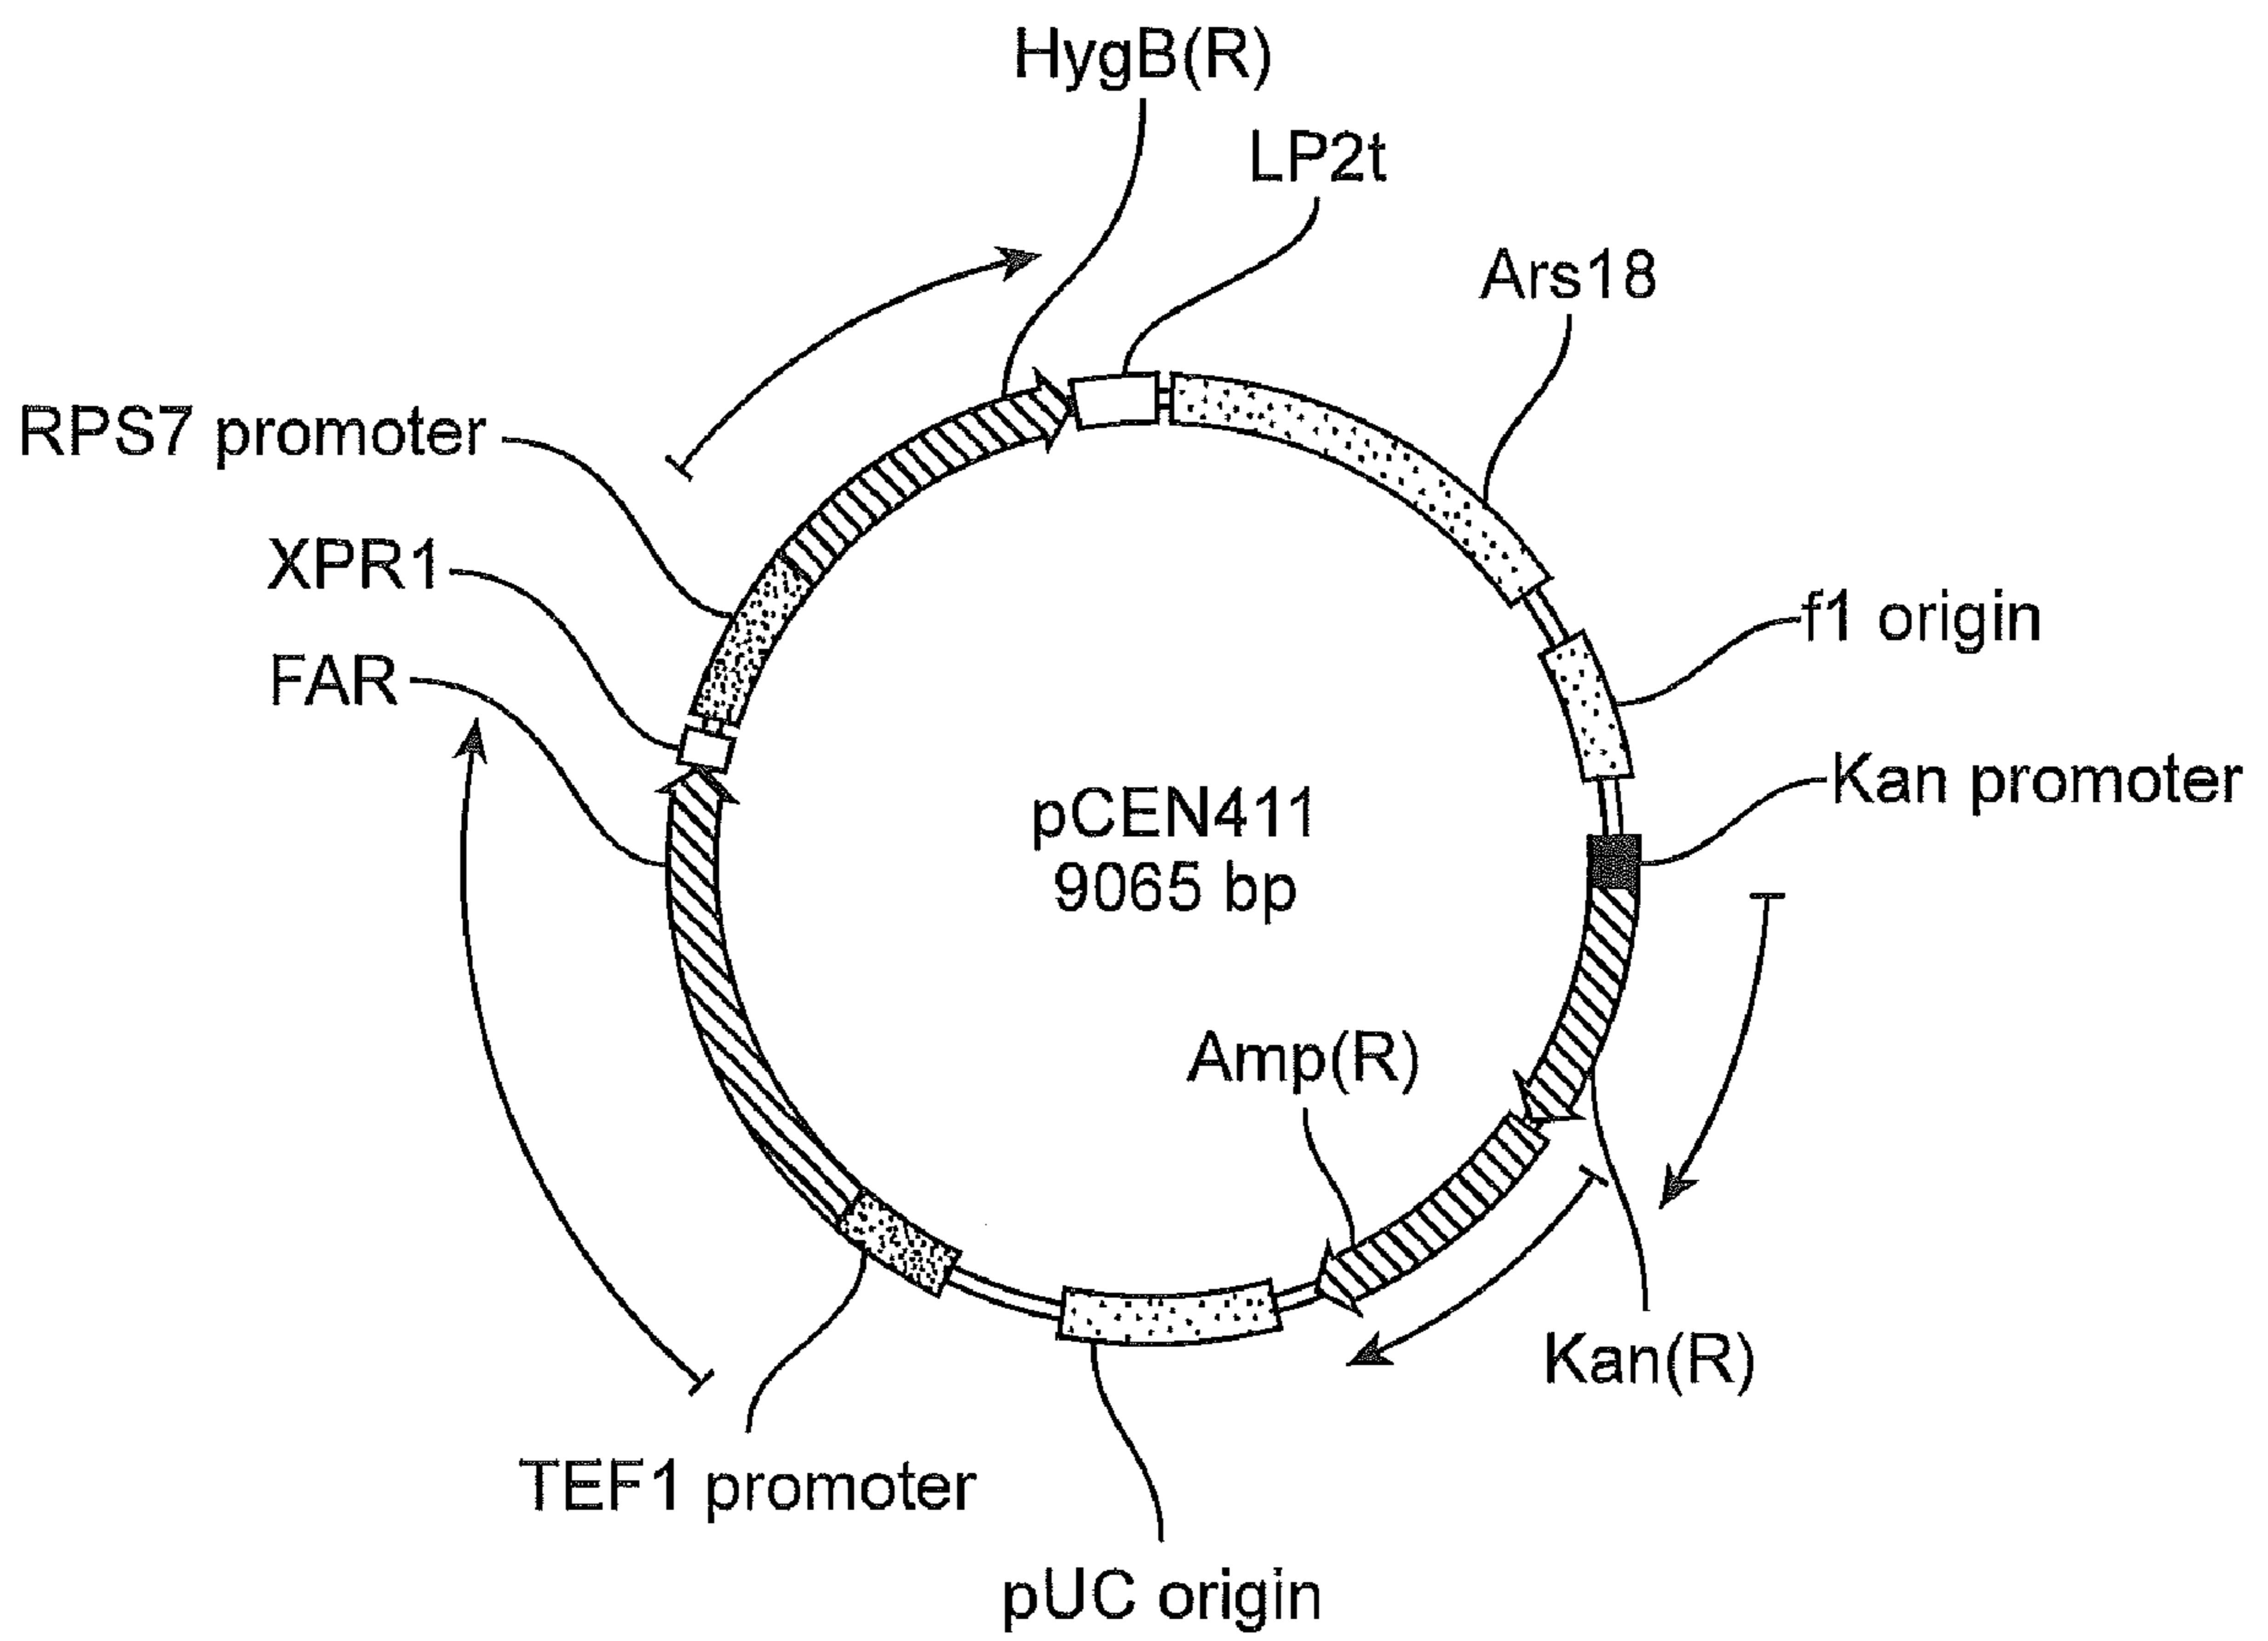 HygB(R)
LP2t
Ars18
RPS7 promoter
XPR1
f1 origin
FAR
Kan promoter
pCEN411
9065 bp
Amp(R)
Kan(R)
TEF1 promoter
pUC origin